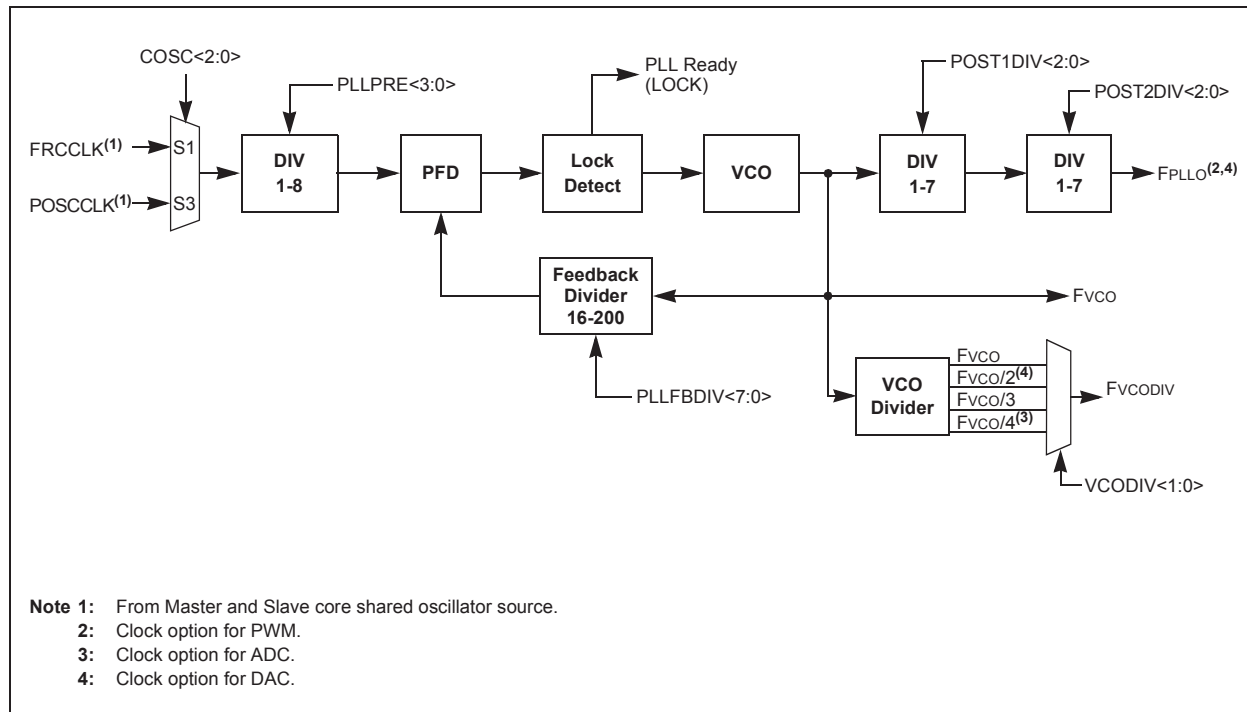 COSC<2:0>
PLLPRE<3:0>
PLL Ready
(LOCK)
POST1DIV<2:0>
POST2DIV<2:0>
FRCCLK(1)
S1
POSCCLK(1)
S3
DIV
1-8
PFD
Lock
Detect
VCO
DIV
1-7
DIV
1-7
FPLLO(2,4)
Feedback
Divider
16-200
FVCO
PLLFBDIV<7:0>
VCO
Divider
FVCO
FVCO/2(4)
FVCO/3
FVCO/4(3)
FVCODIV
VCODIV<1:0>
Note 1: From Master and Slave core shared oscillator source.
2: Clock option for PWM.
3: Clock option for ADC.
4: Clock option for DAC.